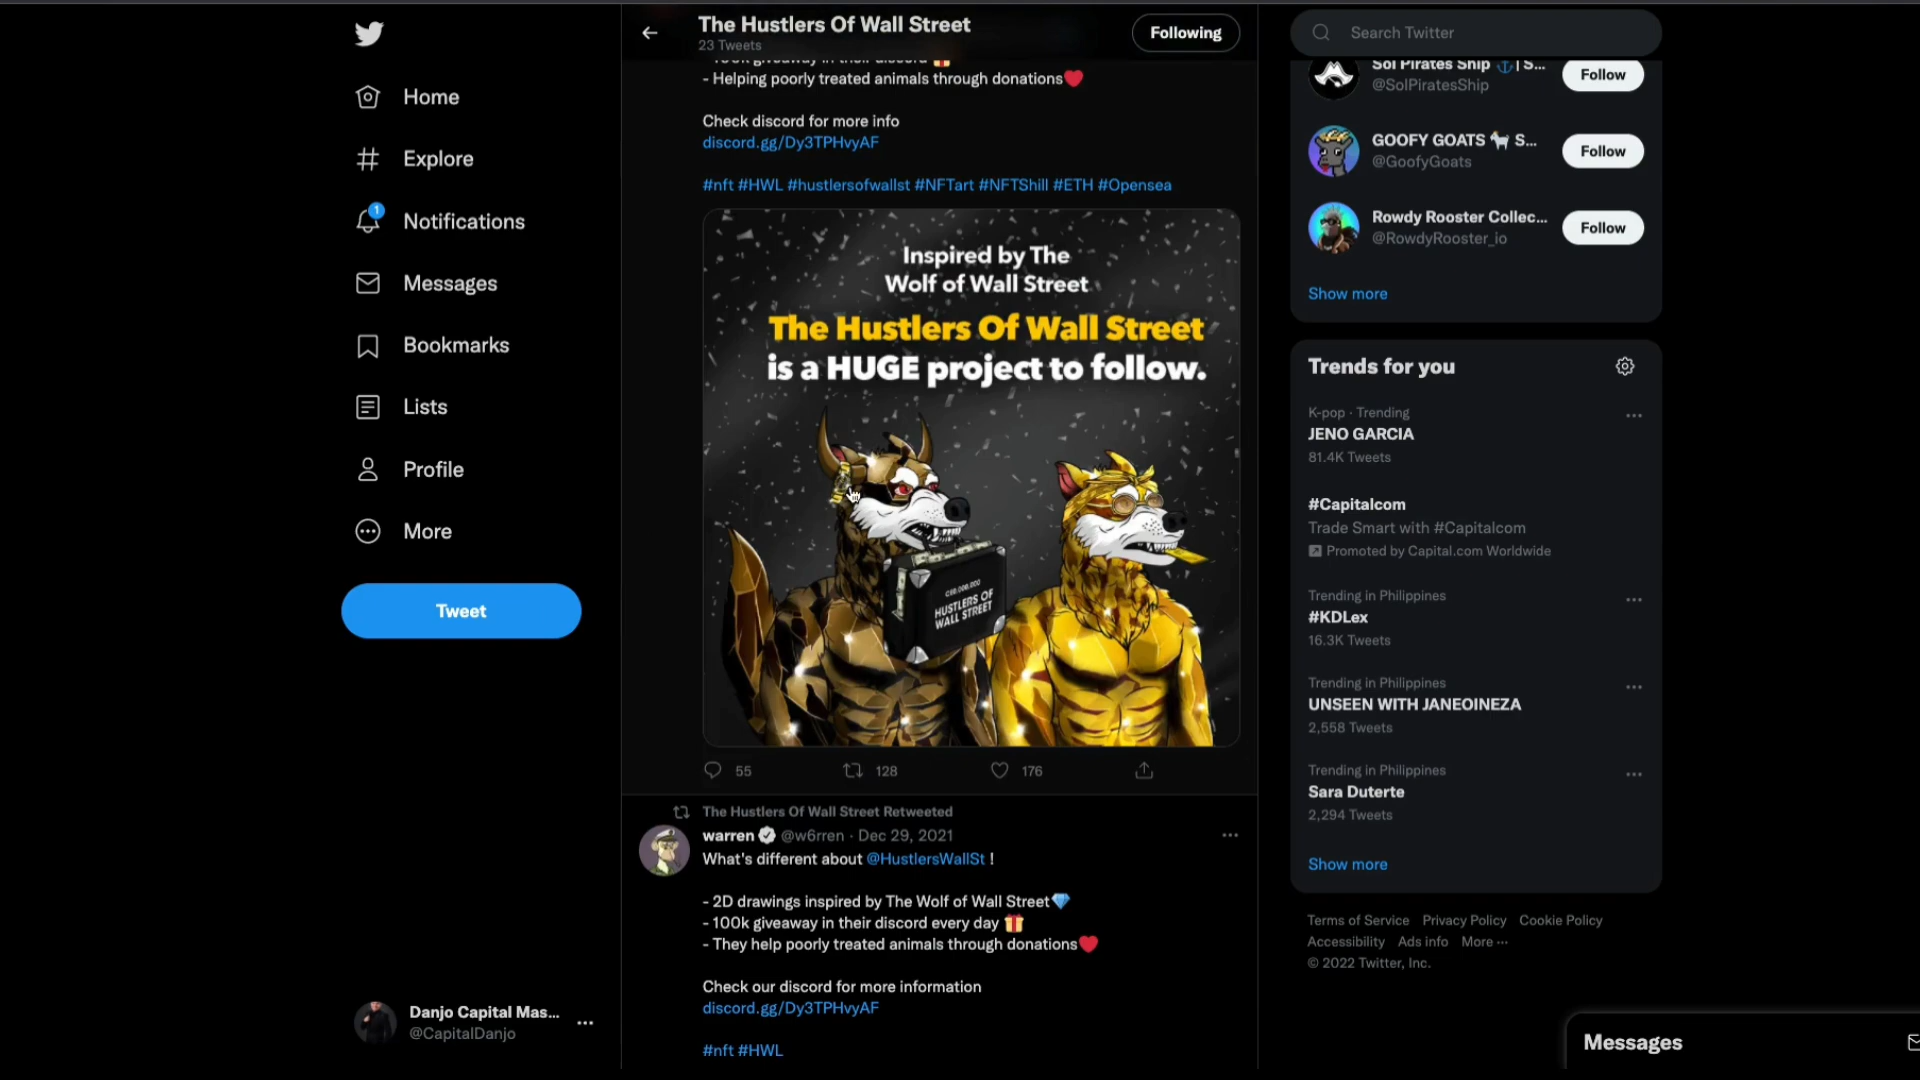 Home
Explore
1
Notifications
Messages
Bookmarks
Lists
Profile
More
Tweet
Danjo Capital Mas...
@CapitalDanjo
The Hustlers Of Wall Street
23 Tweets
Following
- 100k giveaway in their discord
- Helping poorly treated animals through donations❤️
Check discord for more info
discord.gg/Dy3TPHvyAF
#nft #HWL #hustlersofwallst #NFTart #NFTShill #ETH #Opensea
Inspired by The
Wolf of Wall Street
The Hustlers Of Wall Street
is a HUGE project to follow.
HUSTLERS OF
WALL STREET
55
128
176
The Hustlers Of Wall Street Retweeted
warren @w6rren · Dec 29, 2021
What's different about @HustlersWallSt !
- 2D drawings inspired by The Wolf of Wall Street💎
- 100k giveaway in their discord every day 🎁
- They help poorly treated animals through donations❤️
Check our discord for more information
discord.gg/Dy3TPHvyAF
#nft #HWL
Search Twitter
Sol Pirates Ship ⚓| S...
@SolPiratesShip
Follow
GOOFY GOATS 🐐 S...
@GoofyGoats
Follow
Rowdy Rooster Collec...
@RowdyRooster_io
Follow
Show more
Trends for you
K-pop · Trending
JENO GARCIA
81.4K Tweets
#Capitalcom
Trade Smart with #Capitalcom
Promoted by Capital.com Worldwide
Trending in Philippines
#KDLex
16.3K Tweets
Trending in Philippines
UNSEEN WITH JANEOINEZA
2,558 Tweets
Trending in Philippines
Sara Duterte
2,294 Tweets
Show more
Terms of Service Privacy Policy Cookie Policy
Accessibility Ads info More ...
© 2022 Twitter, Inc.
Messages